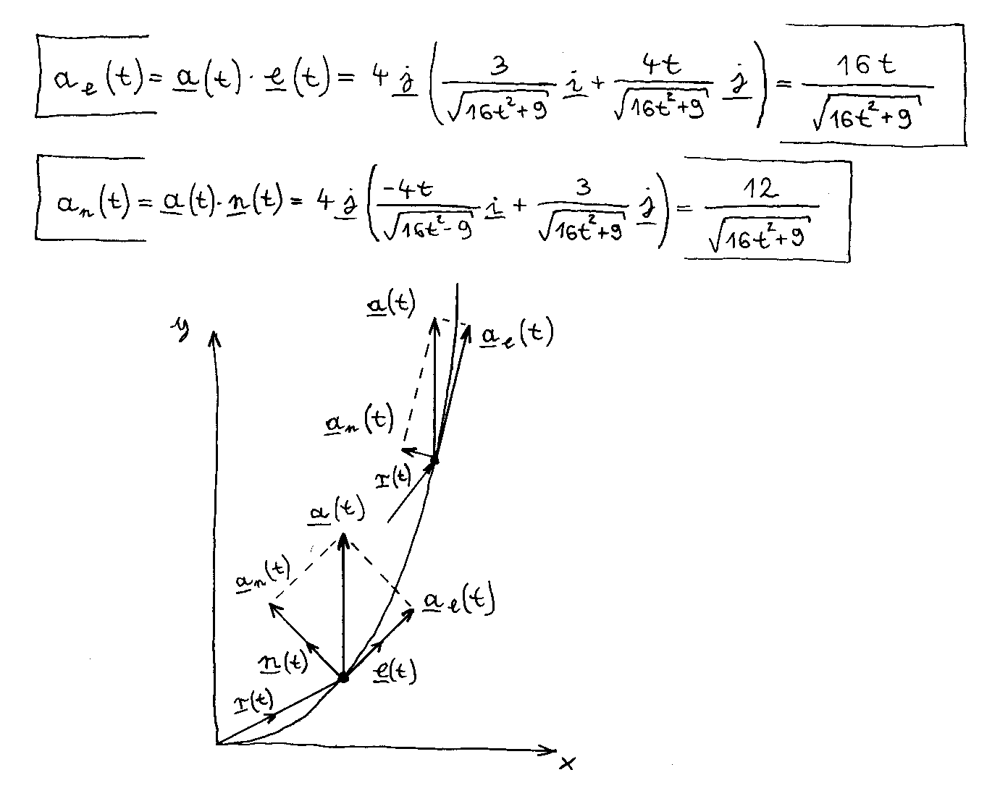 a_e(t) = a(t) · e(t) = 4 j ( 3/√(16t²+9) i + 4t/√(16t²+9) j ) = 16t/√(16t²+9)
a_n(t) = a(t) · n(t) = 4 j ( -4t/√(16t²-9) i + 3/√(16t²+9) j ) = 12/√(16t²+9)
a(t)
y
a_e(t)
a_n(t)
r(t)
a(t)
a_n(t)
a_e(t)
n(t)
e(t)
r(t)
x